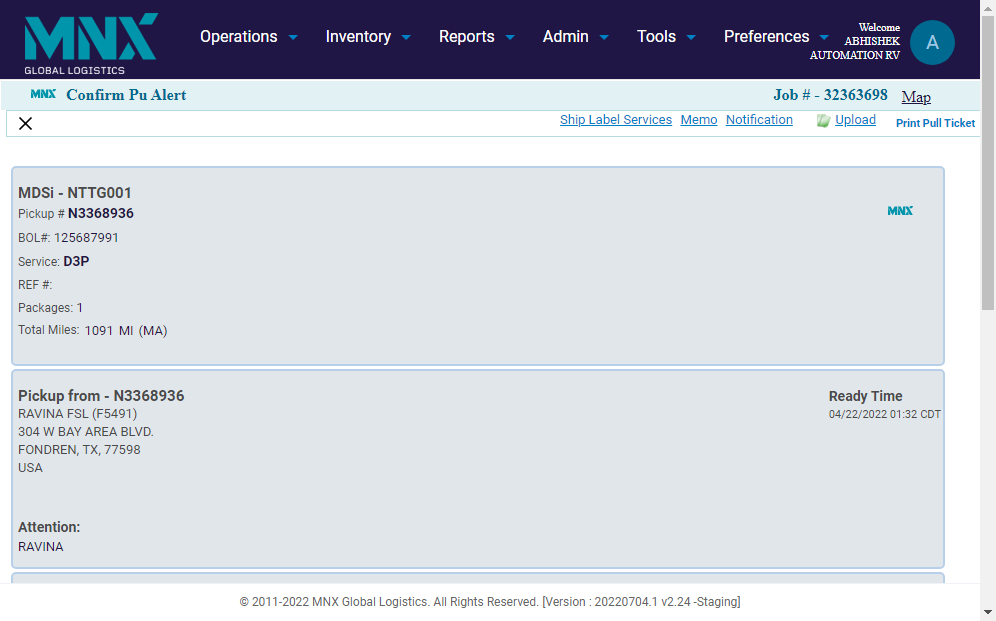 MNX
GLOBAL LOGISTICS
Operations Inventory Reports Admin Tools Preferences
Welcome
ABHISHEK
AUTOMATION RV
A
MNX Confirm Pu Alert Job # - 32363698 Map
Ship Label Services Memo Notification Upload Print Pull Ticket
MDSi - NTTG001
Pickup # N3368936
MNX
BOL#: 125687991
Service: D3P
REF #:
Packages: 1
Total Miles: 1091 MI (MA)
Pickup from - N3368936 Ready Time
RAVINA FSL (F5491) 04/22/2022 01:32 CDT
304 W BAY AREA BLVD.
FONDREN, TX, 77598
USA
Attention:
RAVINA
© 2011-2022 MNX Global Logistics. All Rights Reserved. [Version : 20220704.1 v2.24 -Staging]